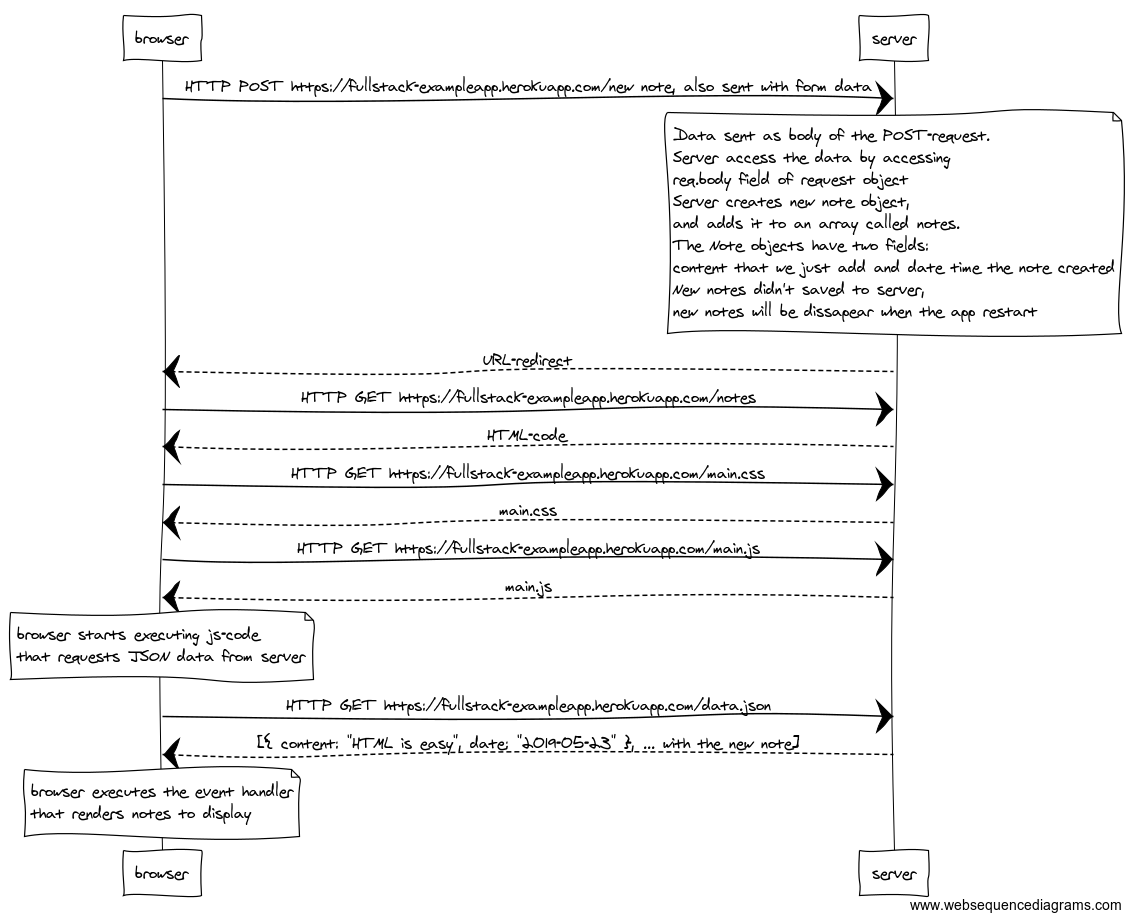 browser
server
HTTP POST https://fullstack-exampleapp.herokuapp.com/new note, also sent with form data
Data sent as body of the POST-request.
Server access the data by accessing
req.body field of request object
Server creates new note object,
and adds it to an array called notes.
The Note objects have two fields:
content that we just add and date time the note created
New notes didn't saved to server,
new notes will be dissapear when the app restart
URL-redirect
HTTP GET https://fullstack-exampleapp.herokuapp.com/notes
HTML-code
HTTP GET https://fullstack-exampleapp.herokuapp.com/main.css
main.css
HTTP GET https://fullstack-exampleapp.herokuapp.com/main.js
main.js
browser starts executing js-code
that requests JSON data from server
HTTP GET https://fullstack-exampleapp.herokuapp.com/data.json
[{ content: "HTML is easy", date: "2019-05-23" }, ... with the new note]
browser executes the event handler
that renders notes to display
browser
server
www.websequencediagrams.com